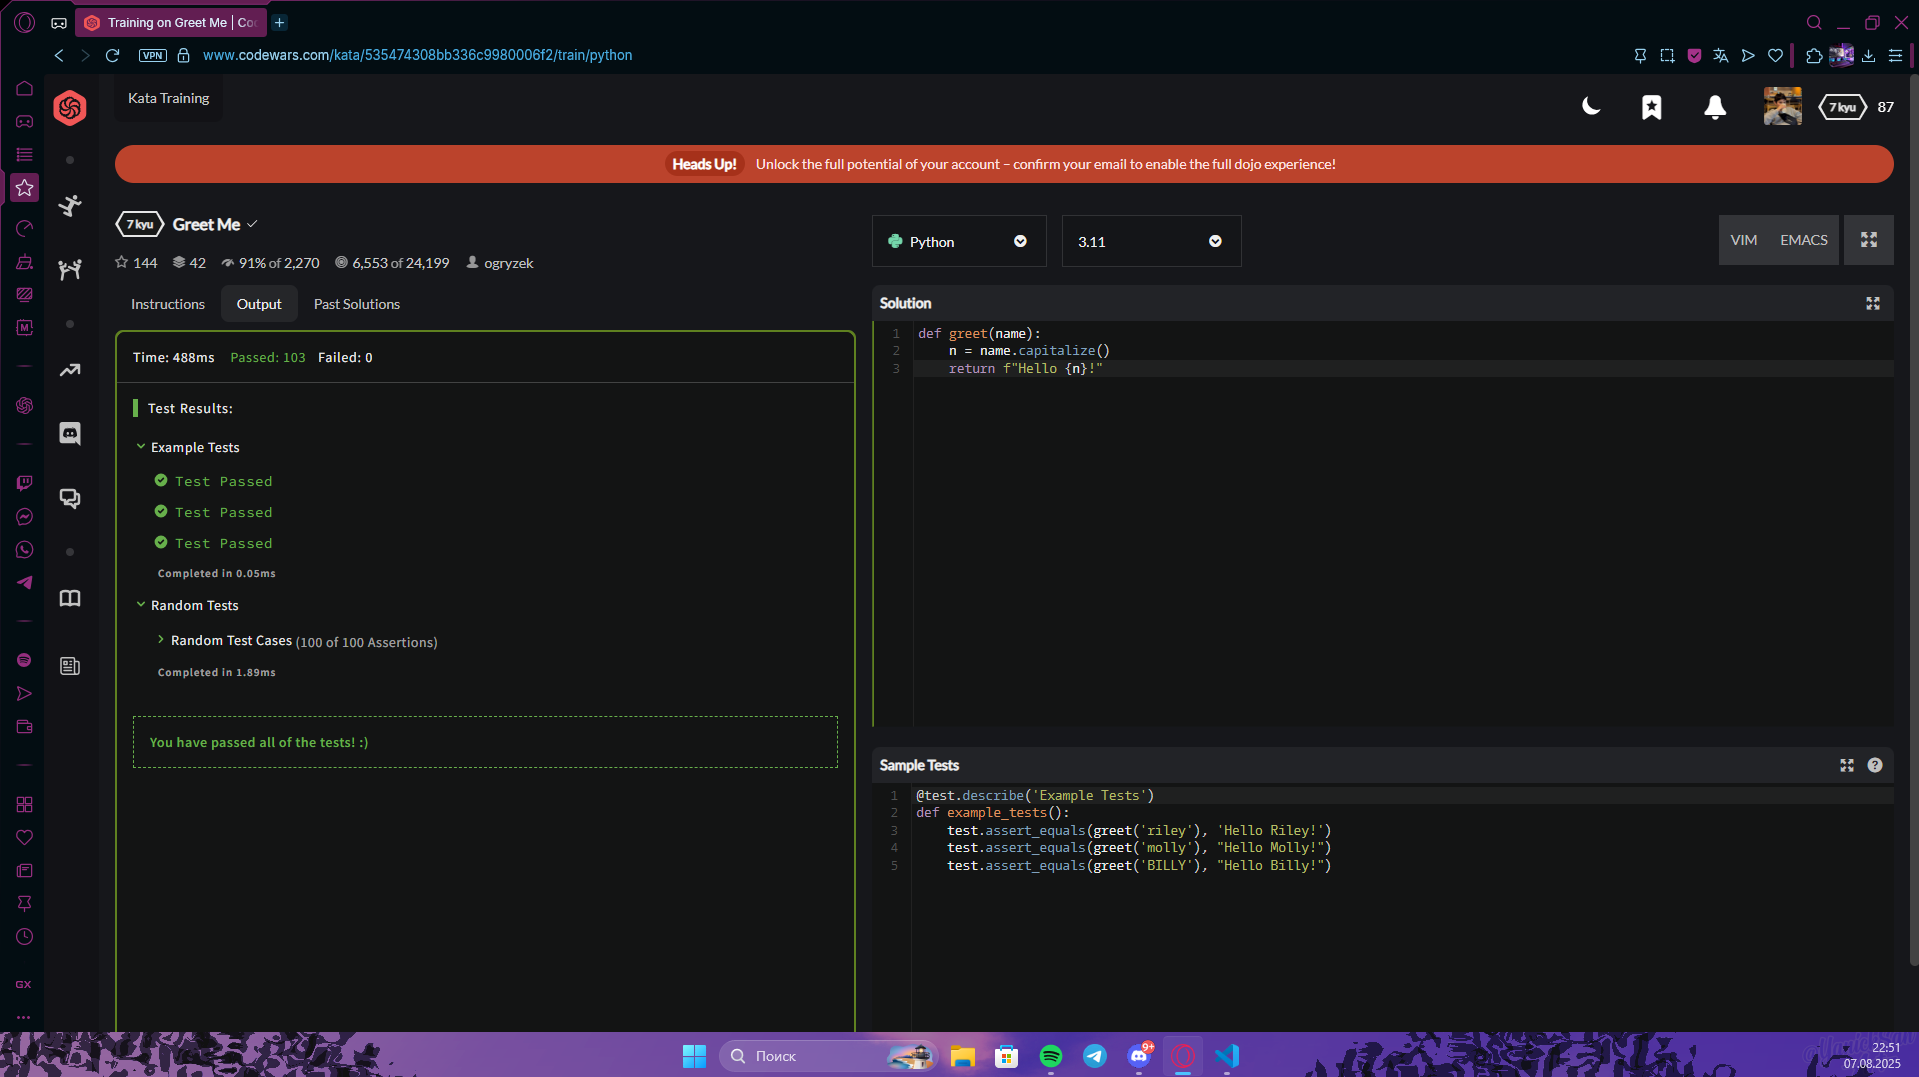 Training on Greet Me | Co
VPN
www.codewars.com/kata/535474308bb336c9980006f2/train/python
Kata Training
7 kyu
87
Heads Up!
Unlock the full potential of your account – confirm your email to enable the full dojo experience!
7 kyu
Greet Me
144
42
91% of 2,270
6,553 of 24,199
ogryzek
Python
3.11
VIM
EMACS
Instructions
Output
Past Solutions
Time: 488ms
Passed: 103
Failed: 0
Test Results:
Example Tests
Test Passed
Test Passed
Test Passed
Completed in 0.05ms
Random Tests
Random Test Cases (100 of 100 Assertions)
Completed in 1.89ms
You have passed all of the tests! :)
Solution
1 def greet(name):
2 n = name.capitalize()
3 return f"Hello {n}!"
Sample Tests
1 @test.describe('Example Tests')
2 def example_tests():
3 test.assert_equals(greet('riley'), 'Hello Riley!')
4 test.assert_equals(greet('molly'), "Hello Molly!")
5 test.assert_equals(greet('BILLY'), "Hello Billy!")
M
GX
Поиск
9+
22:51
07.08.2025